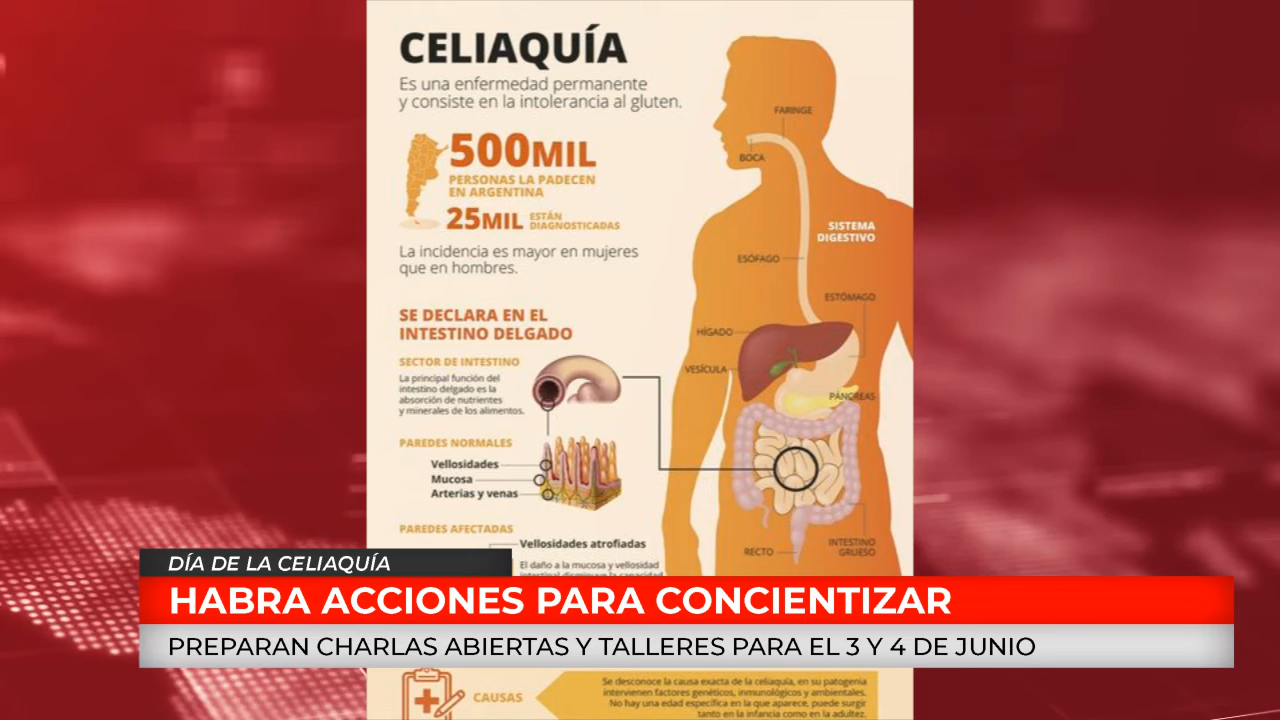 CELIAQUÍA
Es una enfermedad permanente
y consiste en la intolerancia al gluten.
500MIL
PERSONAS LA PADECEN
EN ARGENTINA
25MIL ESTÁN
DIAGNOSTICADAS
La incidencia es mayor en mujeres
que en hombres.
SE DECLARA EN EL
INTESTINO DELGADO
SECTOR DE INTESTINO
La principal función del
intestino delgado es la
absorción de nutrientes
y minerales de los alimentos.
PAREDES NORMALES
Vellosidades
Mucosa
Arterias y venas
PAREDES AFECTADAS
Vellosidades atrofiadas
El daño a la mucosa y vellosidad
intestinal disminuye la capacidad
FARINGE
BOCA
SISTEMA
DIGESTIVO
ESÓFAGO
ESTÓMAGO
HÍGADO
VESÍCULA
PÁNCREAS
INTESTINO
GRUESO
RECTO
DÍA DE LA CELIAQUÍA
HABRA ACCIONES PARA CONCIENTIZAR
PREPARAN CHARLAS ABIERTAS Y TALLERES PARA EL 3 Y 4 DE JUNIO
CAUSAS
Se desconoce la causa exacta de la celiaquía, en su patogenia
intervienen factores genéticos, inmunológicos y ambientales.
No hay una edad específica en la que aparece, puede surgir
tanto en la infancia como en la adultez.